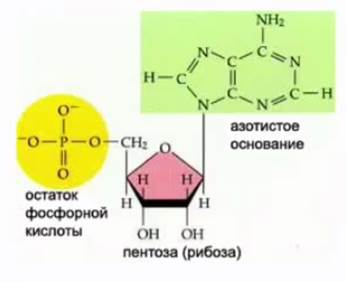 NH₂
N
C
C
N
H–C
C
C
C–H
N
N
O⁻
⁻O–P–O
O
CH₂
O
H
H
H
H
OH
OH
азотистое
основание
остаток
фосфорной
кислоты
пентоза (рибоза)